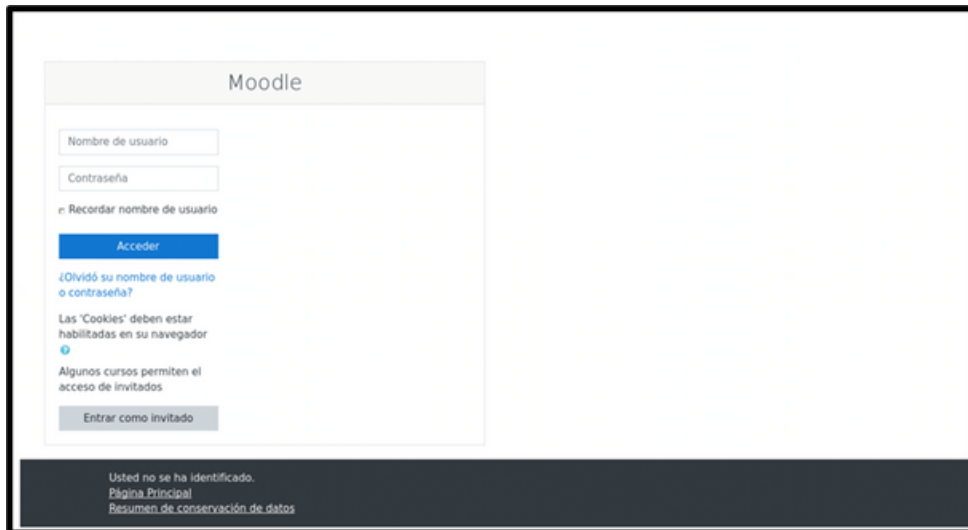 Moodle
Nombre de usuario
Contraseña
Recordar nombre de usuario
Acceder
¿Olvidó su nombre de usuario
o contraseña?
Las 'Cookies' deben estar
habilitadas en su navegador
Algunos cursos permiten el
acceso de invitados
Entrar como invitado
Usted no se ha identificado.
Página Principal
Resumen de conservación de datos